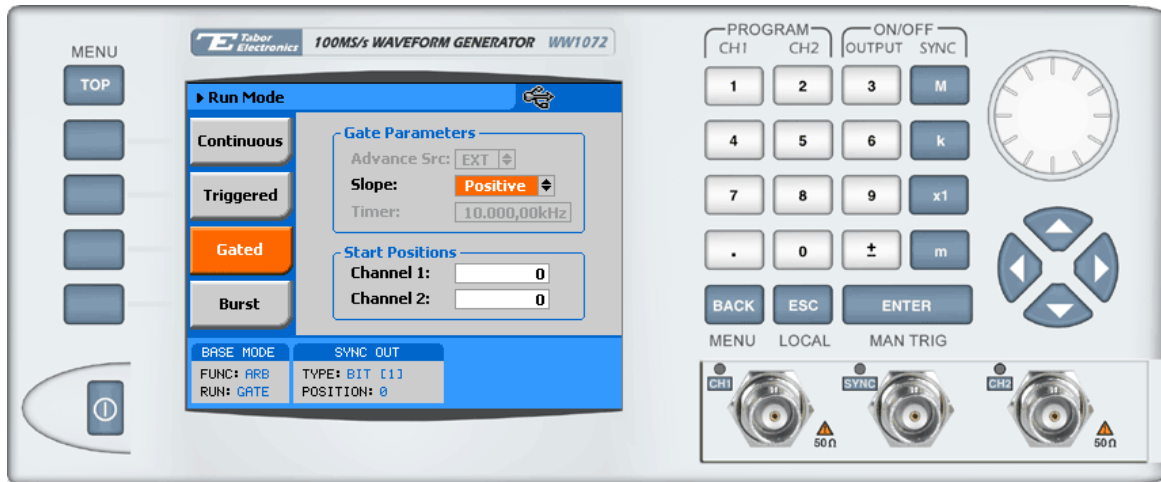 MENU
TOP
Tabor
Electronics
100MS/s WAVEFORM GENERATOR WW1072
▸ Run Mode
Continuous
Triggered
Gated
Burst
Gate Parameters
Advance Src: EXT
Slope: Positive
Timer: 10.000,00kHz
Start Positions
Channel 1: 0
Channel 2: 0
BASE MODE
FUNC: ARB
RUN: GATE
SYNC OUT
TYPE: BIT [1]
POSITION: 0
PROGRAM
CH1 CH2
ON/OFF
OUTPUT SYNC
1 2 3 M
4 5 6 k
7 8 9 x1
. 0 ± m
BACK ESC ENTER
MENU LOCAL MAN TRIG
CH1 SYNC CH2
50Ω 50Ω